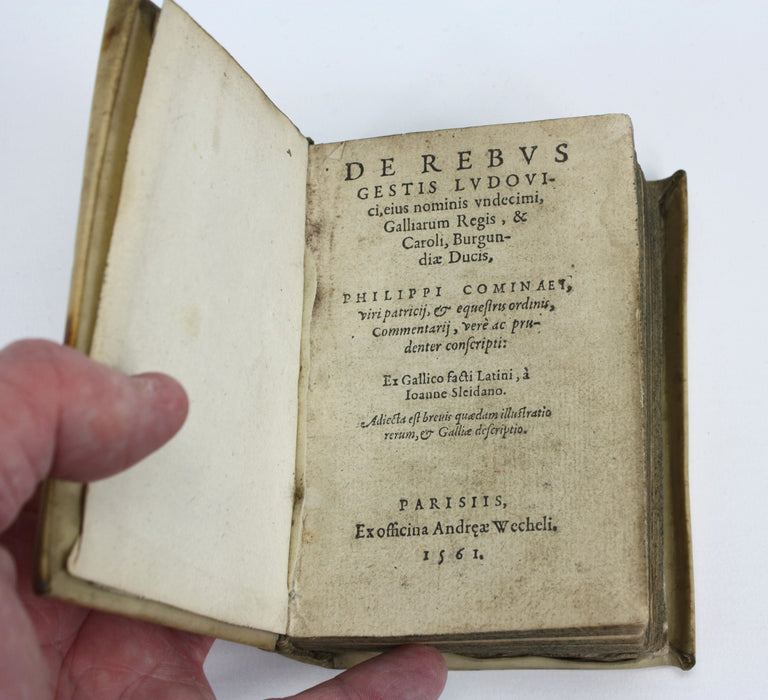 DE REBVS
GESTIS LVDOVI-
ci, eius nominis vndecimi,
Galliarum Regis, &
Caroli, Burgun-
diæ Ducis,
PHILIPPI COMINAEI,
viri patricij, & equeſtris ordinis,
Commentarij, verè ac pru-
denter conſcripti:
Ex Gallico facti Latini, à
Ioanne Sleidano.
Adiecta eſt breuis quædam illuſtratio
rerum, & Galliæ deſcriptio.
PARISIIS,
Ex officina Andręæ Wecheli.
1561.